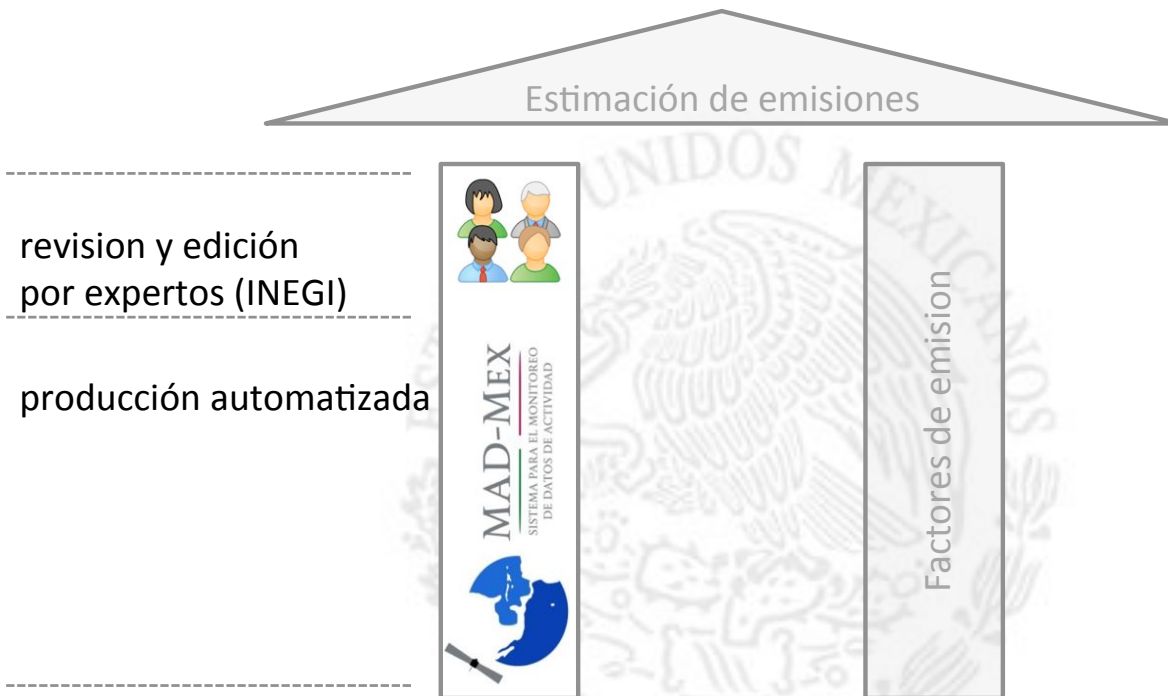 Estimación de emisiones
UNIDOS MEXICANOS
revision y edición
por expertos (INEGI)
producción automatizada
MAD-MEX
SISTEMA PARA EL MONITOREO
DE DATOS DE ACTIVIDAD
Factores de emision